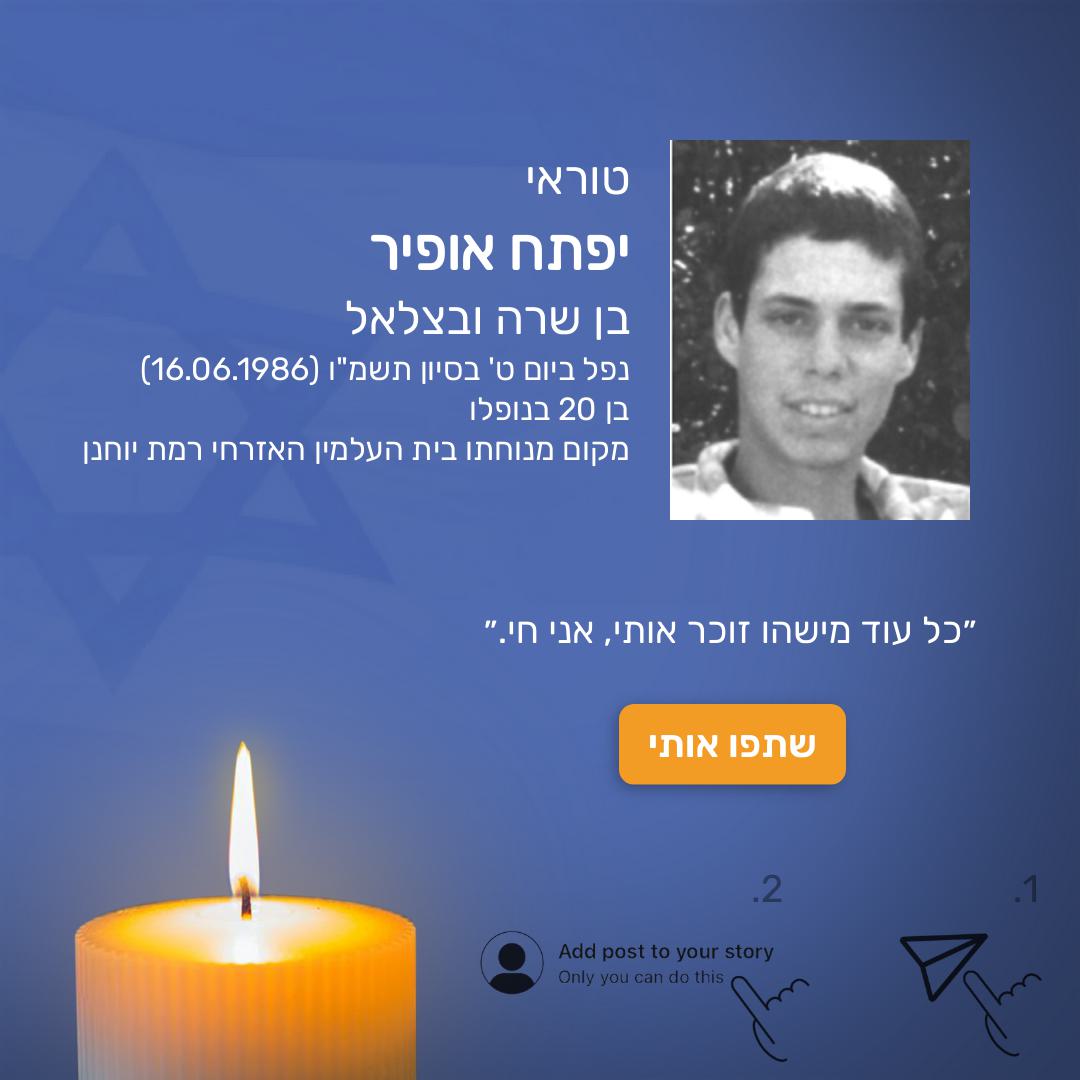 טוראי
יפתח אופיר
בן שרה ובצלאל
נפל ביום ט' בסיון תשמ"ו (16.06.1986)
בן 20 בנופלו
מקום מנוחתו בית העלמין האזרחי רמת יוחנן
״כל עוד מישהו זוכר אותי, אני חי.״
שתפו אותי
.1
.2
Add post to your story
Only you can do this